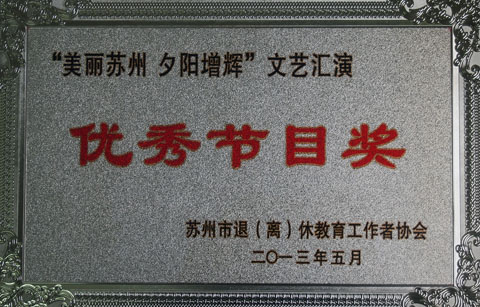 “美丽苏州 夕阳增辉”文艺汇演
优秀节目奖
苏州市退（离）休教育工作者协会
二〇一三年五月